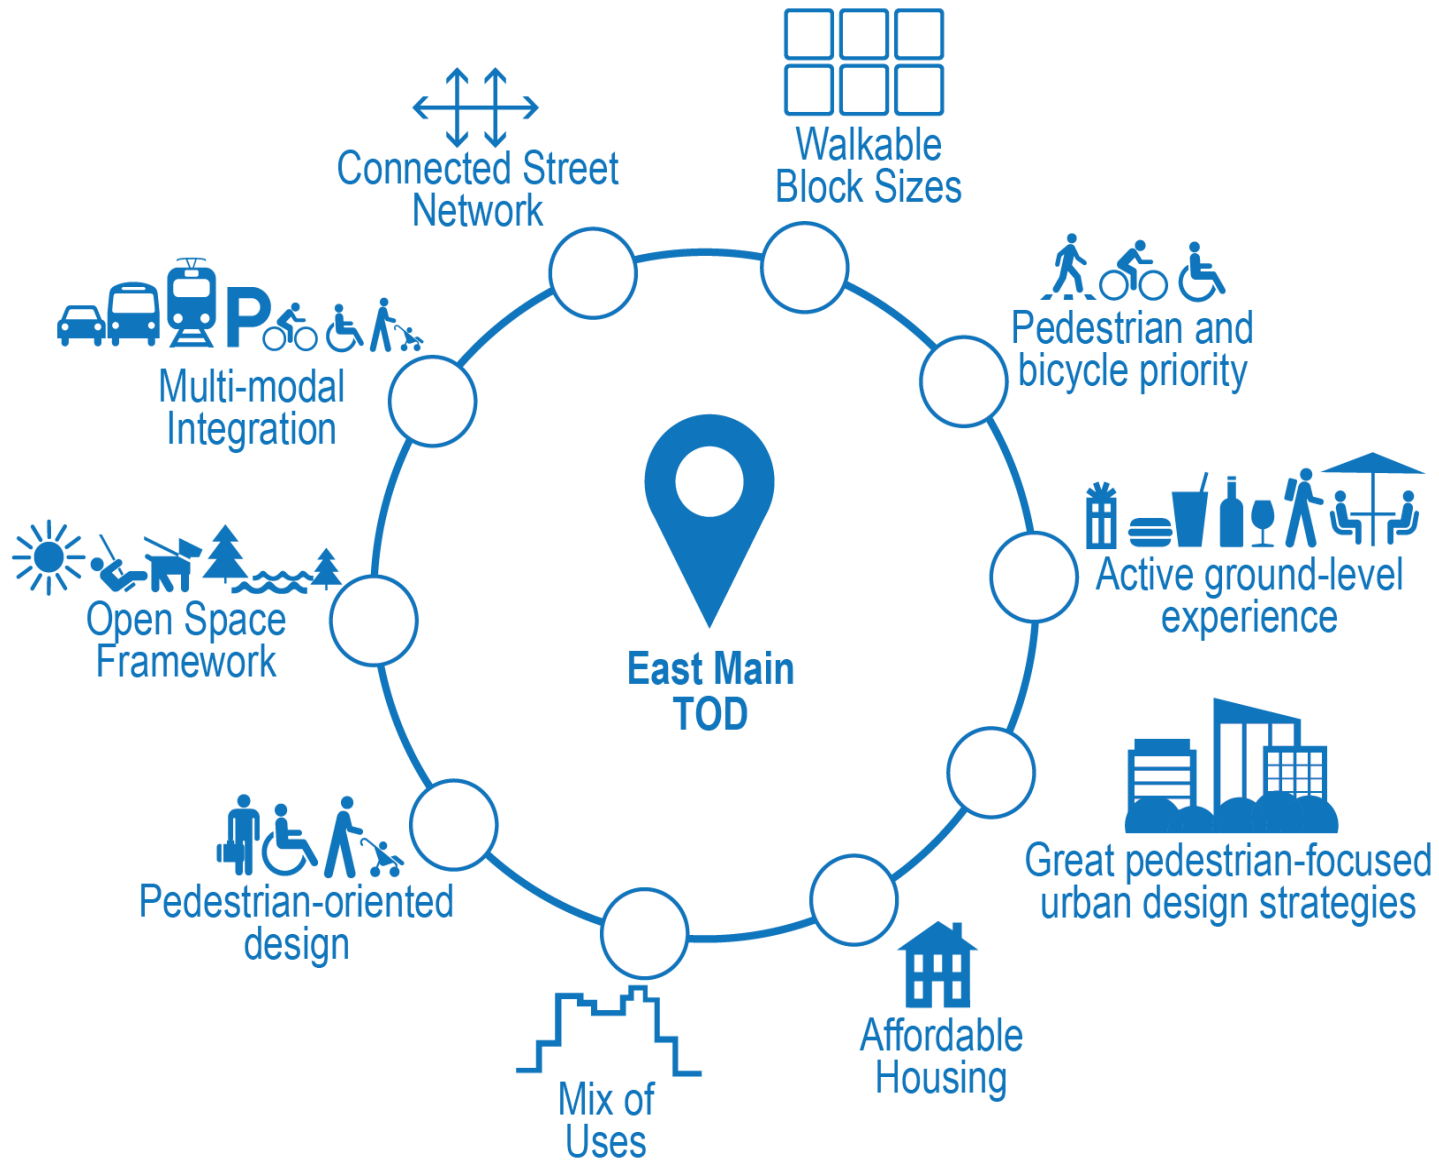 Walkable
Block Sizes
Connected Street
Network
Pedestrian and
bicycle priority
P
Multi-modal
Integration
Active ground-level
experience
Open Space
Framework
East Main
TOD
Great pedestrian-focused
urban design strategies
Pedestrian-oriented
design
Affordable
Housing
Mix of
Uses